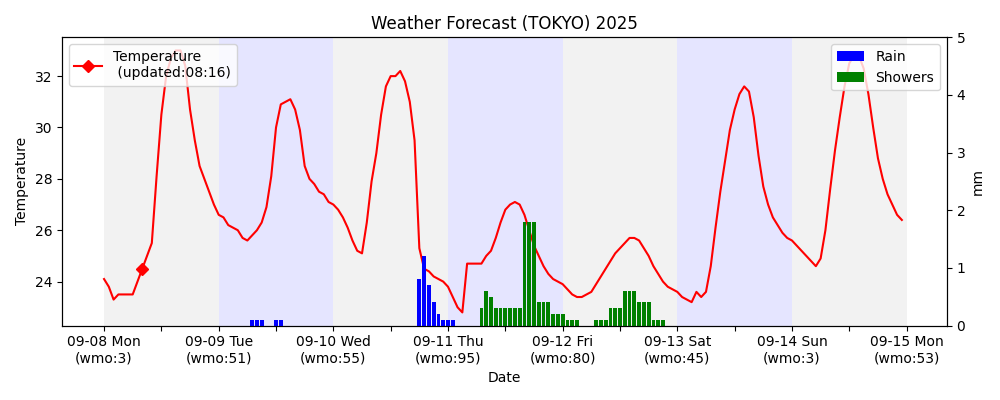 Weather Forecast (TOKYO) 2025
Temperature
(updated:08:16)
Rain
Showers
Temperature
32
30
28
26
24
5
4
3
2
1
0
mm
09-08 Mon
(wmo:3)
09-09 Tue
(wmo:51)
09-10 Wed
(wmo:55)
09-11 Thu
(wmo:95)
09-12 Fri
(wmo:80)
09-13 Sat
(wmo:45)
09-14 Sun
(wmo:3)
09-15 Mon
(wmo:53)
Date